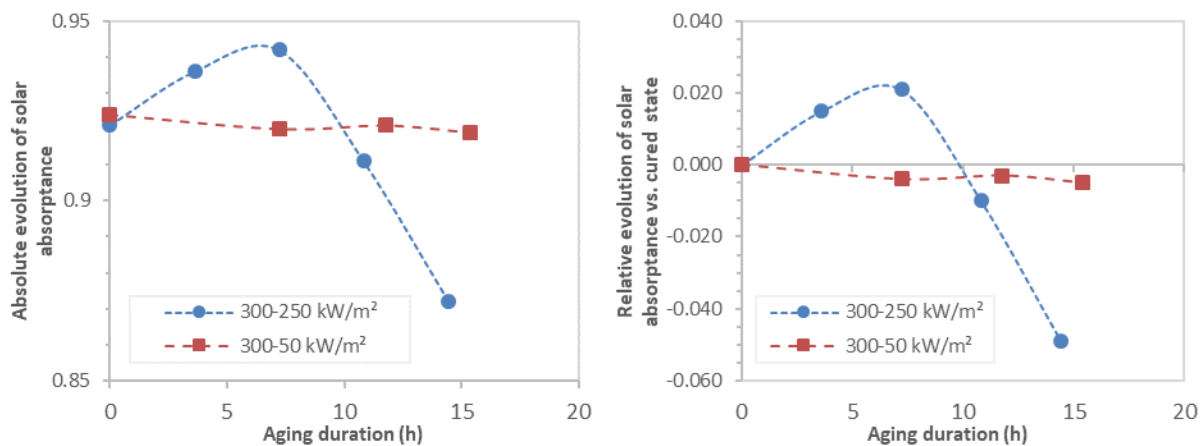 Absolute evolution of solar
absorptance
0.95
0.9
0.85
300-250 kW/m²
300-50 kW/m²
0
5
10
15
20
Aging duration (h)
Relative evolution of solar
absorptance vs. cured state
0.040
0.020
0.000
-0.020
-0.040
-0.060
0
5
10
15
20
300-250 kW/m²
300-50 kW/m²
Aging duration (h)